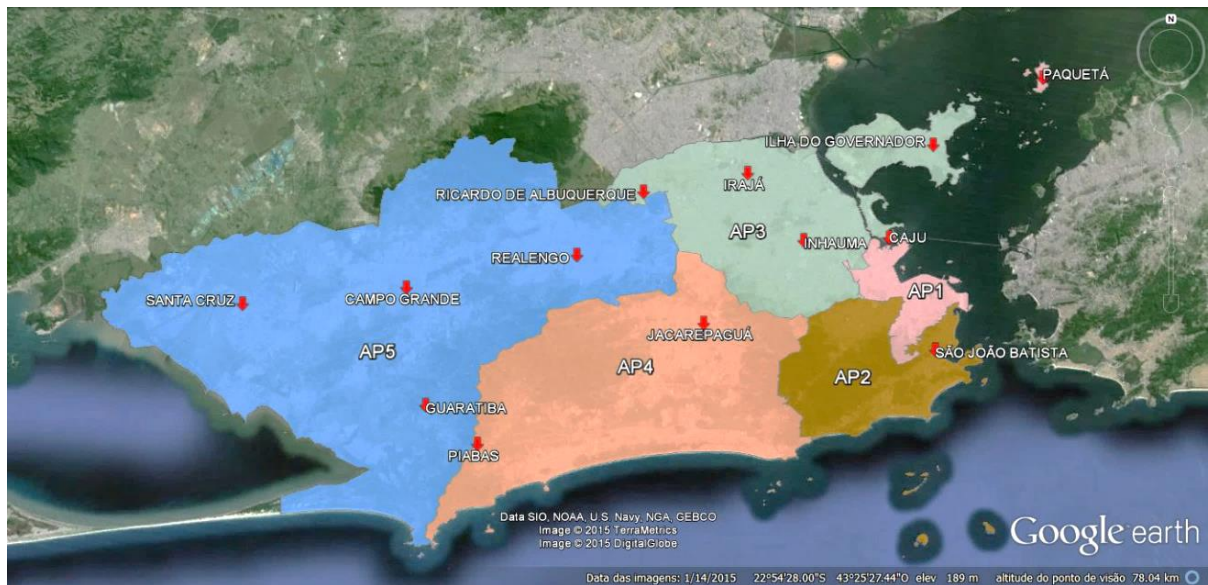 N
PAQUETÁ
ILHA DO GOVERNADOR
IRAJÁ
RICARDO DE ALBUQUERQUE
AP3
INHAUMA
CAJU
REALENGO
AP1
SANTA CRUZ
CAMPO GRANDE
JACAREPAGUÁ
AP5
SÃO JOÃO BATISTA
AP4
AP2
GUARATIBA
PIABAS
Data SIO, NOAA, U.S. Navy, NGA, GEBCO
Image © 2015 TerraMetrics
Image © 2015 DigitalGlobe
Google earth
Data das imagens: 1/14/2015 22°54'28.00"S 43°25'27.44"O elev 189 m altitude do ponto de visão 78.04 km